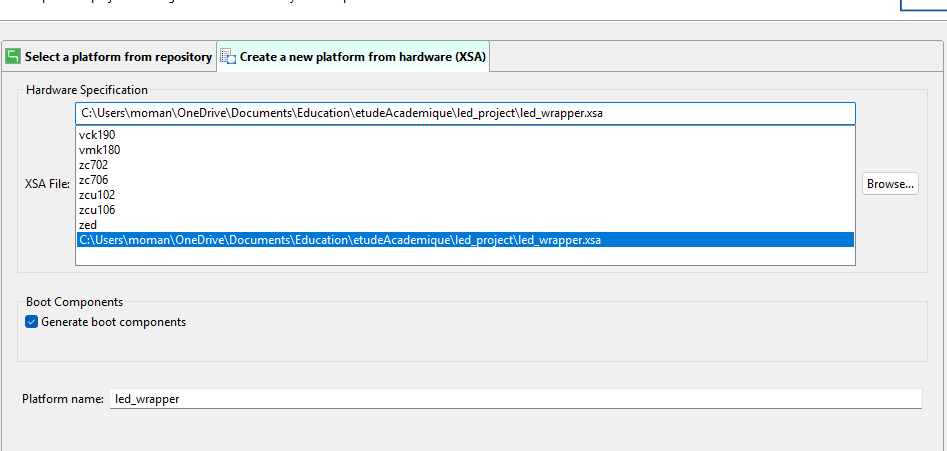 Select a platform from repository
Create a new platform from hardware (XSA)
Hardware Specification
C:\Users\moman\OneDrive\Documents\Education\etudeAcademique\led_project\led_wrapper.xsa
vck190
vmk180
zc702
zc706
XSA File:
Browse...
zcu102
zcu106
zed
C:\Users\moman\OneDrive\Documents\Education\etudeAcademique\led_project\led_wrapper.xsa
Boot Components
Generate boot components
Platform name:
led_wrapper